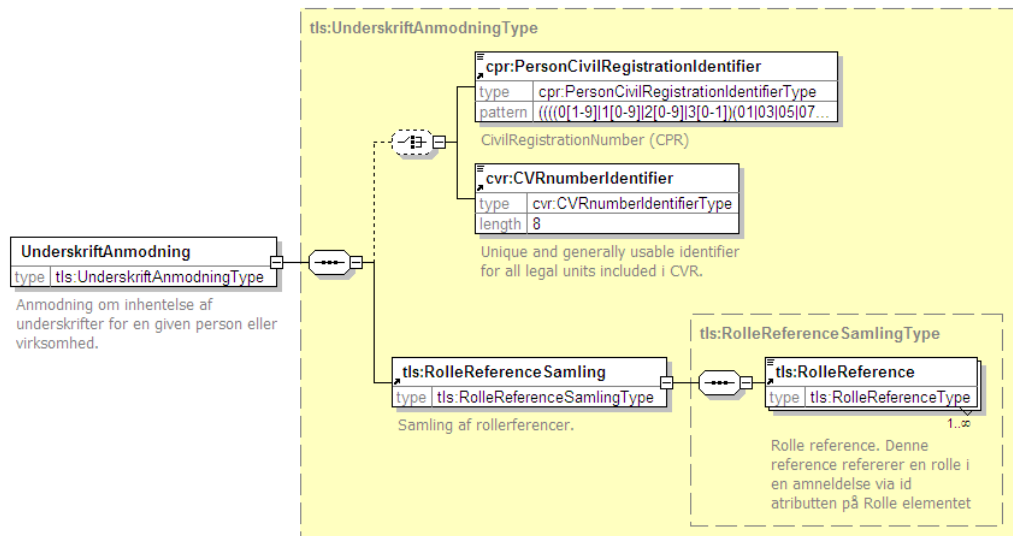 tls:UnderskriftAnmodningType
cpr:PersonCivilRegistrationIdentifier
type cpr:PersonCivilRegistrationIdentifierType
pattern ((((0[1-9]|1[0-9]|2[0-9]|3[0-1])(01|03|05|07...
CivilRegistrationNumber (CPR)
cvr:CVRnumberIdentifier
type cvr:CVRnumberIdentifierType
length 8
Unique and generally usable identifier
for all legal units included i CVR.
UnderskriftAnmodning
type tls:UnderskriftAnmodningType
Anmodning om inhentelse af
underskrifter for en given person eller
virksomhed.
tls:RolleReferenceSamlingType
tls:RolleReferenceSamling
type tls:RolleReferenceSamlingType
Samling af rollerferencer.
tls:RolleReference
type tls:RolleReferenceType
1..∞
Rolle reference. Denne
reference refererer en rolle i
en amneldelse via id
atributten på Rolle elementet